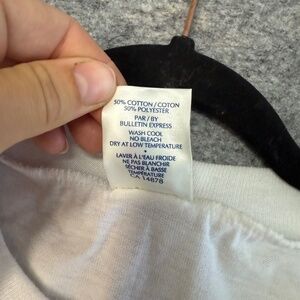 50% COTTON/COTON
50% POLYESTER
PAR/BY
BULLETIN EXPRESS
WASH COOL
NO BLEACH
DRY AT LOW TEMPERATURE
•
LAVER À L'EAU FROIDE
NE PAS BLANCHIR
SÉCHER À BASSE
TEMPÉRATURE
CA 14878